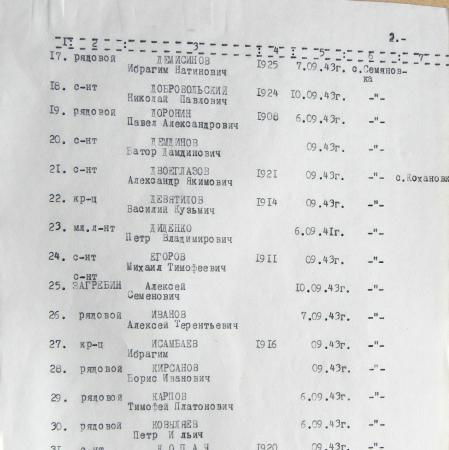 2.-
1 : 2 : 3 : 4 : 5 : 6 : 7
17. рядовой ДЕМИСИНОВ 1925 7.09.43г. с.Семянов-
Ибрагим Натинович ка
18. с-нт ДОБРОВОЛЬСКИЙ 1924 10.09.43г. -"-
Николай Павлович
19. рядовой ДОРОНИН 1908 6.09.43г. -"-
Павел Александрович
20. с-нт ДЕМДИНОВ 09.43г. -"-
Батор Дамдинович
21. с-нт ДВОЕГЛАЗОВ 1921 09.43г. -"- с.Коханови
Александр Якимович
22. кр-ц ДЕВЯТИЛОВ 1914 09.43г. -"-
Василий Кузьмич
23. мл.л-нт ДИДЕНКО 6.09.41г. -"-
Петр Владимирович
24. с-нт ЕГОРОВ 1911 09.43г. -"-
Михаил Тимофеевич
с-нт
25. ЗАГРЕБИН Алексей 10.09.43г. -"-
Семенович
26. рядовой ИВАНОВ 7.09.43г. -"-
Алексей Терентьевич
27. кр-ц ИСАМБАЕВ 1916 09.43г. -"-
Ибрагим
28. рядовой КИРСАНОВ 09.43г. -"-
Борис Иванович
29. рядовой КАРПОВ 6.09.43г. -"-
Тимофей Платонович
30. рядовой КОВЫЛЯЕВ 6.09.43г. -"-
Петр Ильич
31. с-нт К О П А Ч 1920 09.43г. -"-